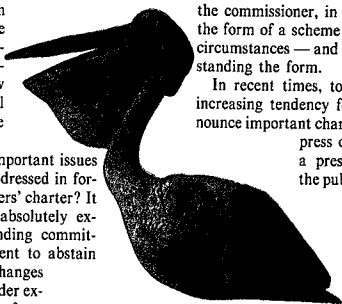 the commissioner, in
the form of a scheme
circumstances — and
standing the form.
In recent times, to
increasing tendency f
nounce important char
press c
a pres
the pul
mportant issues
dressed in for-
ers' charter? It
absolutely ex-
nding commit-
ent to abstain
hanges
der ex-